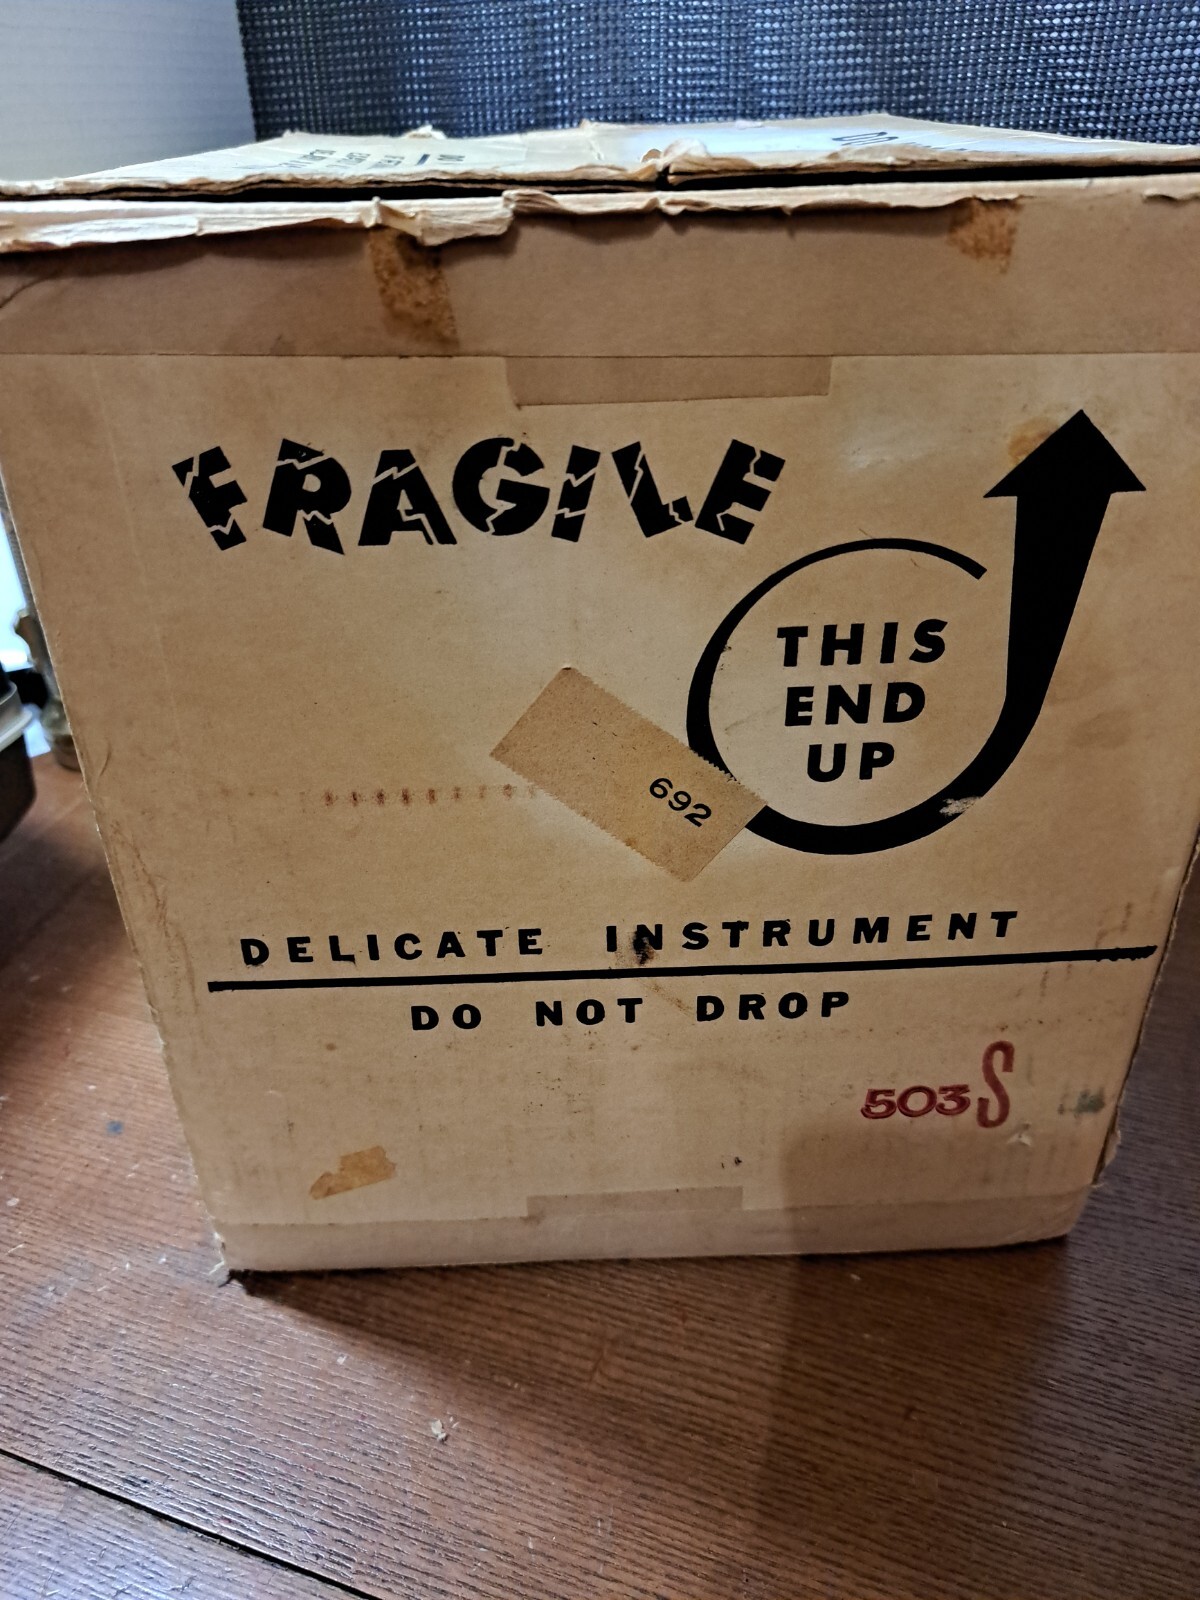 FRAGILE
THIS
END
UP
692
DELICATE INSTRUMENT
DO NOT DROP
503S